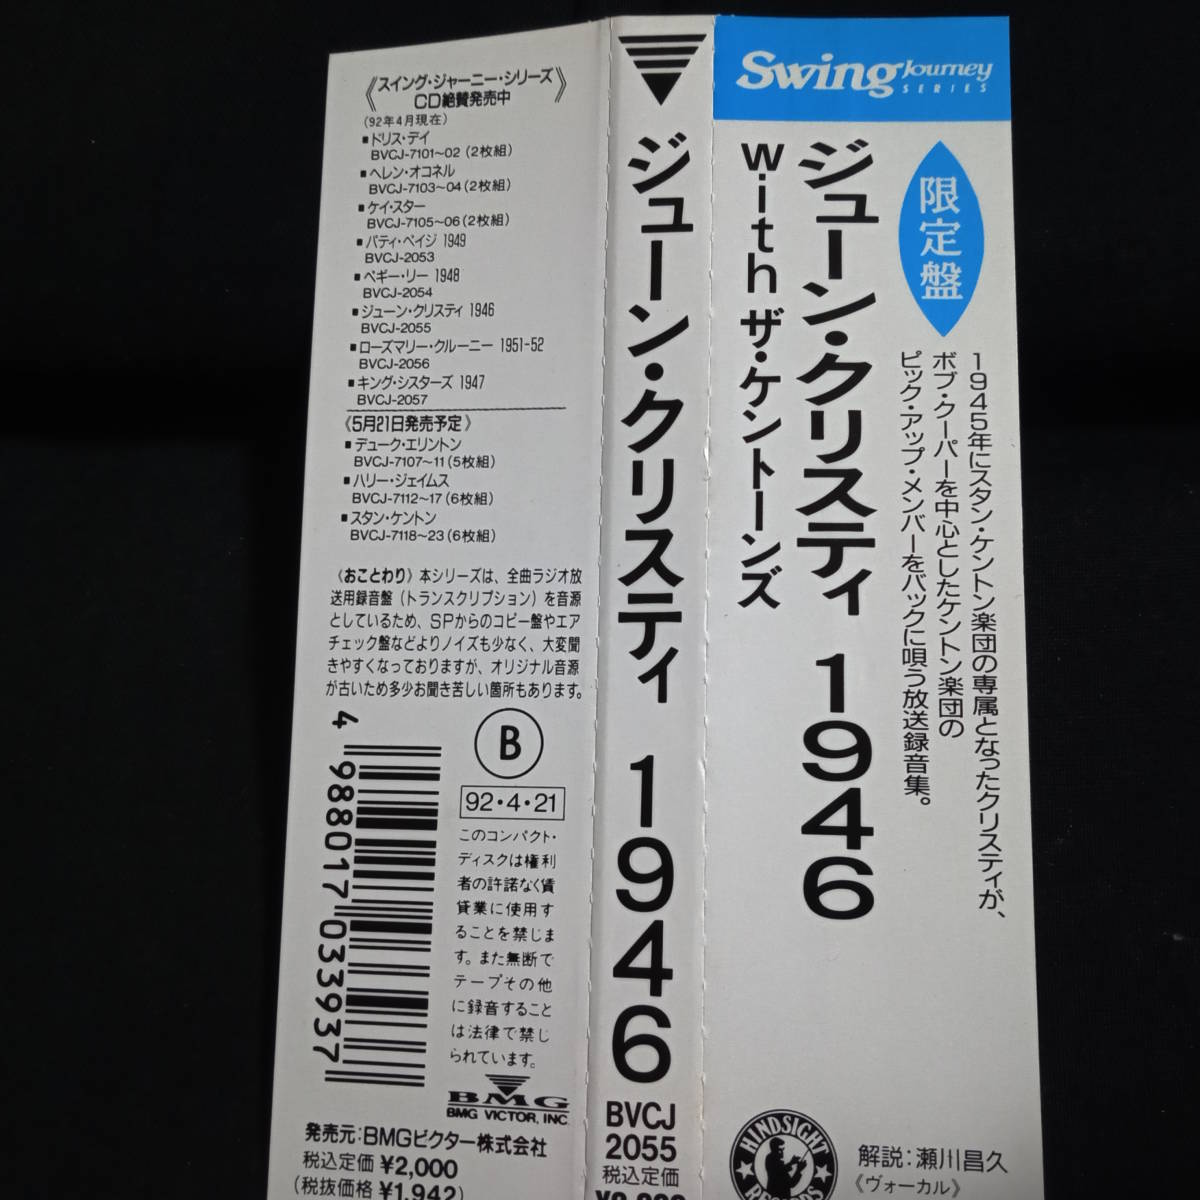 《スイング・ジャーニー・シリーズ》
CD絶賛発売中
(92年4月現在)
■ドリス・デイ
BVCJ-7101〜02(2枚組)
■ヘレン・オコネル
BVCJ-7103〜04(2枚組)
■ケイ・スター
BVCJ-7105〜06(2枚組)
■パティ・ペイジ 1949
BVCJ-2053
■ペギー・リー 1948
BVCJ-2054
■ジューン・クリスティ 1946
BVCJ-2055
■ローズマリー・クルーニー 1951-52
BVCJ-2056
■キング・シスターズ 1947
BVCJ-2057
《5月21日発売予定》
■デューク・エリントン
BVCJ-7107〜11(5枚組)
■ハリー・ジェイムス
BVCJ-7112〜17(6枚組)
■スタン・ケントン
BVCJ-7118〜23(6枚組)
《おことわり》本シリーズは、全曲ラジオ放
送用録音盤(トランスクリプション)を音源
としているため、SPからのコピー盤やエア
チェック盤などよりノイズも少なく、大変聞
きやすくなっておりますが、オリジナル音源
が古いため多少お聞き苦しい箇所もあります。
4 988017 033937
B
92・4・21
このコンパクト・
ディスクは権利
者の許諾なく賃
貸業に使用す
ることを禁じま
す。また無断で
テープその他
に録音すること
は法律で禁じ
られています。
BMG
BMG VICTOR, INC.
発売元:BMGビクター株式会社
税込定価 ¥2,000
(税抜価格 ¥1,942)
ジューン・クリスティ 1946
BVCJ
2055
税込定価
Swing Journey
SERIES
限定盤
ジューン・クリスティ 1946
with ザ・ケントーンズ
1945年にスタン・ケントン楽団の専属となったクリスティが、
ボブ・クーパーを中心としたケントン楽団の
ピック・アップ・メンバーをバックに唄う放送録音集。
HINDSIGHT
RECORDS
解説:瀬川昌久
《ヴォーカル》